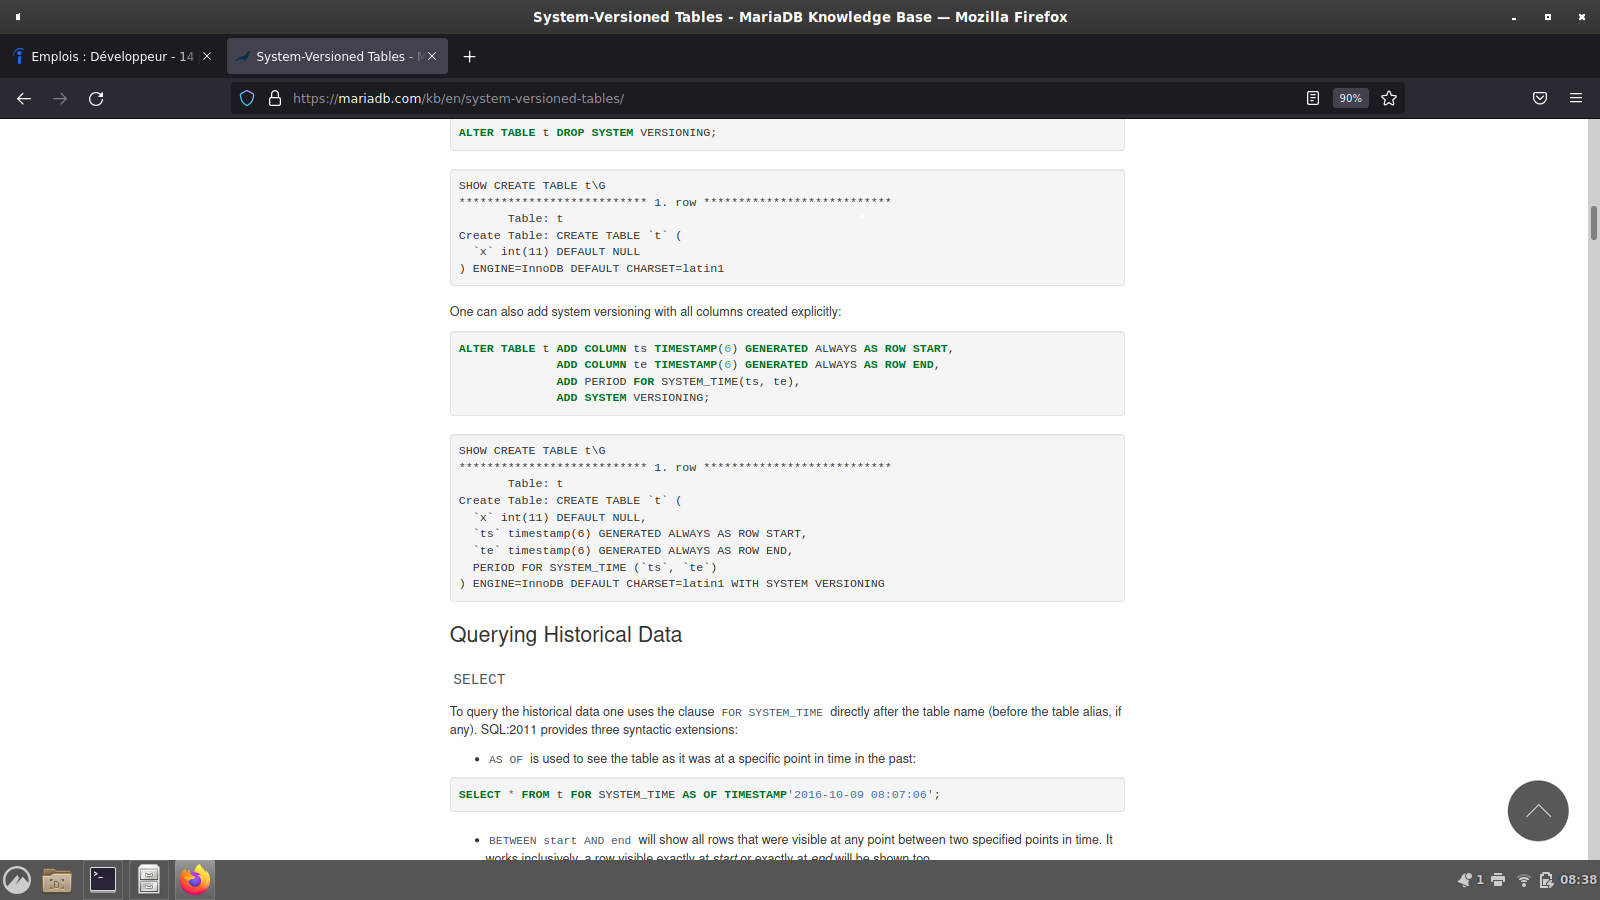 System-Versioned Tables - MariaDB Knowledge Base — Mozilla Firefox
Emplois : Développeur - 14
System-Versioned Tables -
https://mariadb.com/kb/en/system-versioned-tables/
90%
ALTER TABLE t DROP SYSTEM VERSIONING;
SHOW CREATE TABLE t\G
*************************** 1. row ***************************
Table: t
Create Table: CREATE TABLE `t` (
`x` int(11) DEFAULT NULL
) ENGINE=InnoDB DEFAULT CHARSET=latin1
One can also add system versioning with all columns created explicitly:
ALTER TABLE t ADD COLUMN ts TIMESTAMP(6) GENERATED ALWAYS AS ROW START,
ADD COLUMN te TIMESTAMP(6) GENERATED ALWAYS AS ROW END,
ADD PERIOD FOR SYSTEM_TIME(ts, te),
ADD SYSTEM VERSIONING;
SHOW CREATE TABLE t\G
*************************** 1. row ***************************
Table: t
Create Table: CREATE TABLE `t` (
`x` int(11) DEFAULT NULL,
`ts` timestamp(6) GENERATED ALWAYS AS ROW START,
`te` timestamp(6) GENERATED ALWAYS AS ROW END,
PERIOD FOR SYSTEM_TIME (`ts`, `te`)
) ENGINE=InnoDB DEFAULT CHARSET=latin1 WITH SYSTEM VERSIONING
Querying Historical Data
SELECT
To query the historical data one uses the clause FOR SYSTEM_TIME directly after the table name (before the table alias, if
any). SQL:2011 provides three syntactic extensions:
• AS OF is used to see the table as it was at a specific point in time in the past:
SELECT * FROM t FOR SYSTEM_TIME AS OF TIMESTAMP'2016-10-09 08:07:06';
• BETWEEN start AND end will show all rows that were visible at any point between two specified points in time. It
works inclusively, a row visible exactly at start or exactly at end will be shown too.
1
08:38